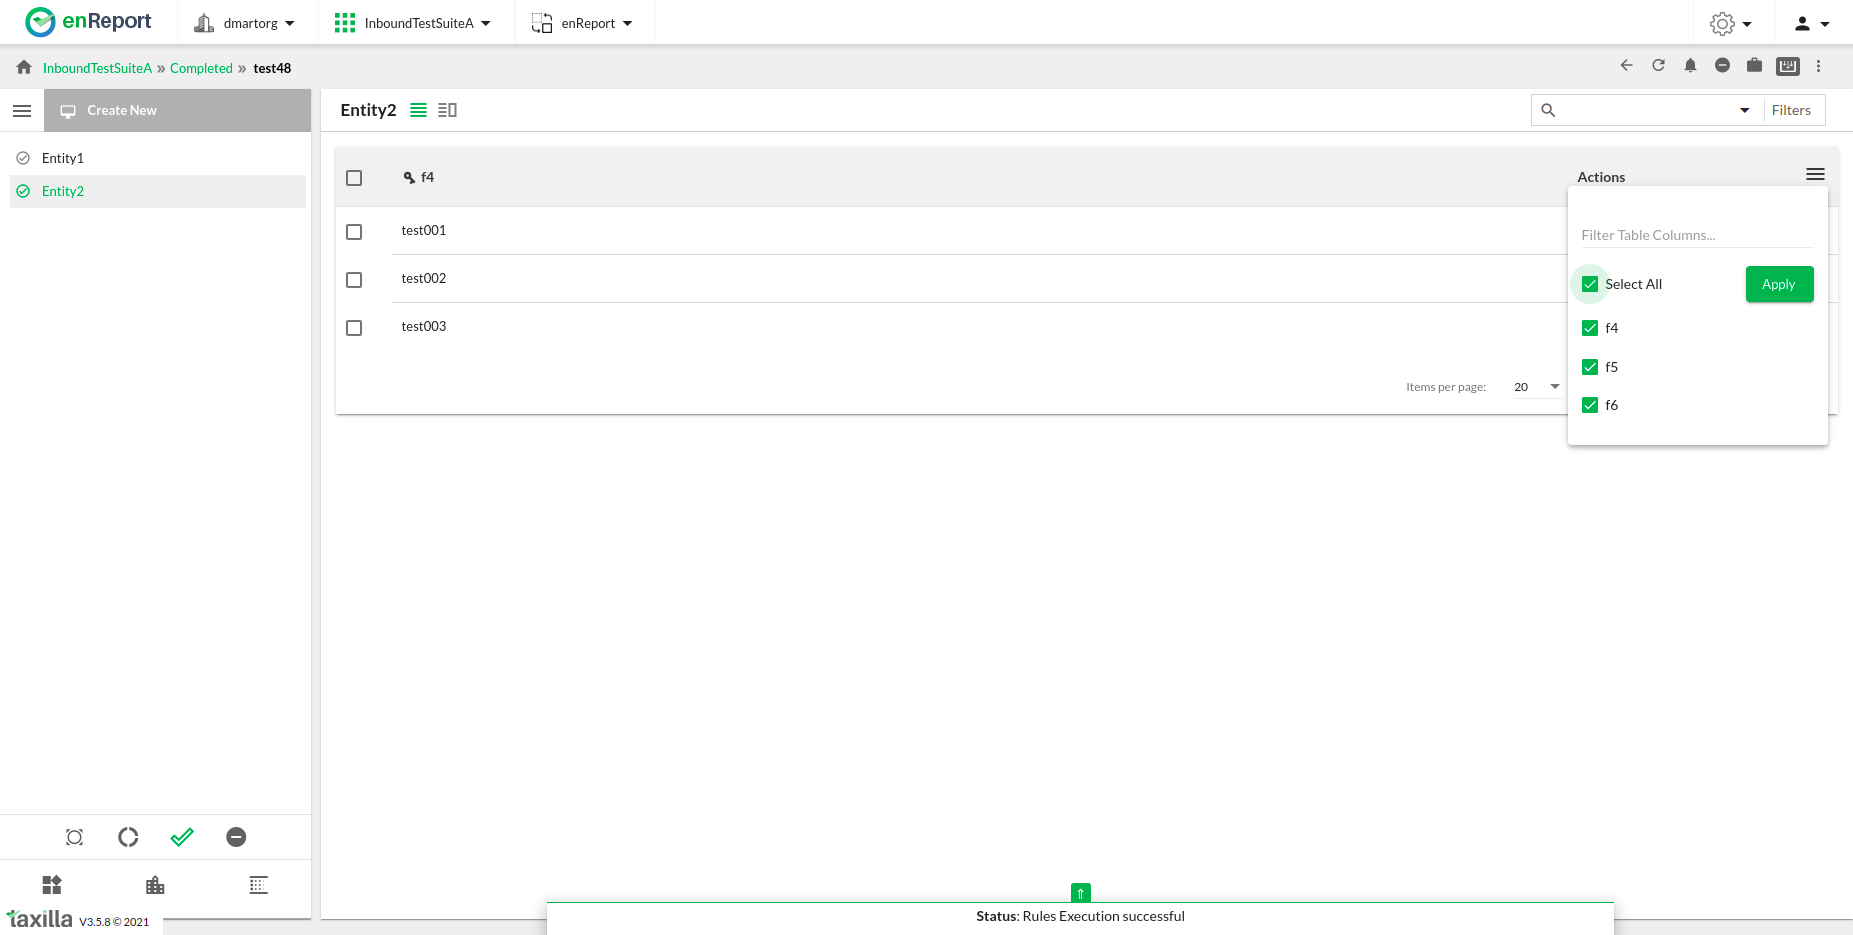 enReport dmartorg InboundTestSuiteA enReport
InboundTestSuiteA » Completed » test48
Create New
Entity1
Entity2
Entity2
Filters
f4 Actions
test001
test002
test003
Items per page: 20
Filter Table Columns...
Select All Apply
f4
f5
f6
taxilla V3.5.8 © 2021
⇑
Status: Rules Execution successful